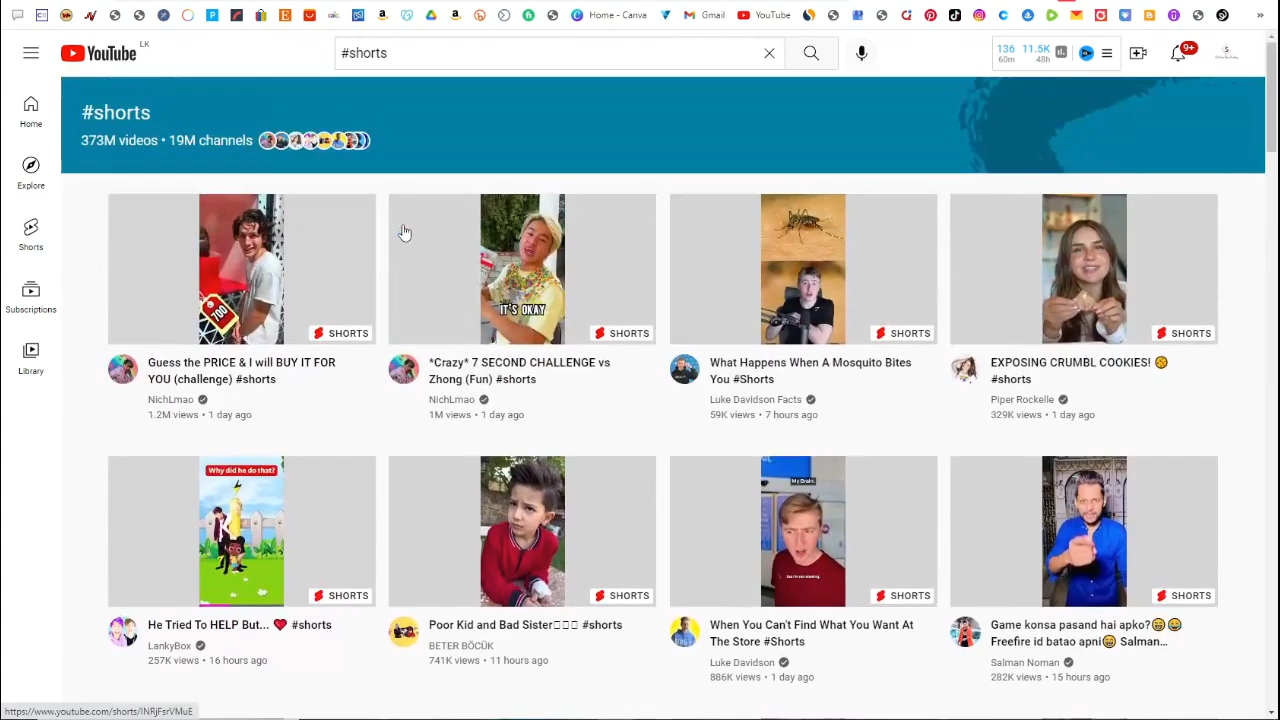 calc.
Home - Canva
Gmail
YouTube
»
YouTube LK
#shorts
136
60m
11.5K
48h
9+
Home
Explore
Shorts
Subscriptions
Library
#shorts
373M videos • 19M channels
700
SHORTS
IT'S OKAY
SHORTS
SHORTS
SHORTS
Guess the PRICE & I will BUY IT FOR
YOU (challenge) #shorts
NichLmao
1.2M views • 1 day ago
*Crazy* 7 SECOND CHALLENGE vs
Zhong (Fun) #shorts
NichLmao
1M views • 1 day ago
What Happens When A Mosquito Bites
You #Shorts
Luke Davidson Facts
59K views • 7 hours ago
EXPOSING CRUMBL COOKIES! 🍪
#shorts
Piper Rockelle
329K views • 1 day ago
Why did he do that?
SHORTS
SHORTS
My Brain:
SHORTS
SHORTS
He Tried To HELP But... ❤️ #shorts
LankyBox
257K views • 16 hours ago
Poor Kid and Bad Sister #shorts
BETER BÖCÜK
741K views • 11 hours ago
When You Can't Find What You Want At
The Store #Shorts
Luke Davidson
886K views • 1 day ago
Game konsa pasand hai apko?😄😂
Freefire id batao apni😄 Salman...
Salman Noman
282K views • 15 hours ago
https://www.youtube.com/shorts/lNRjFsrVMuE